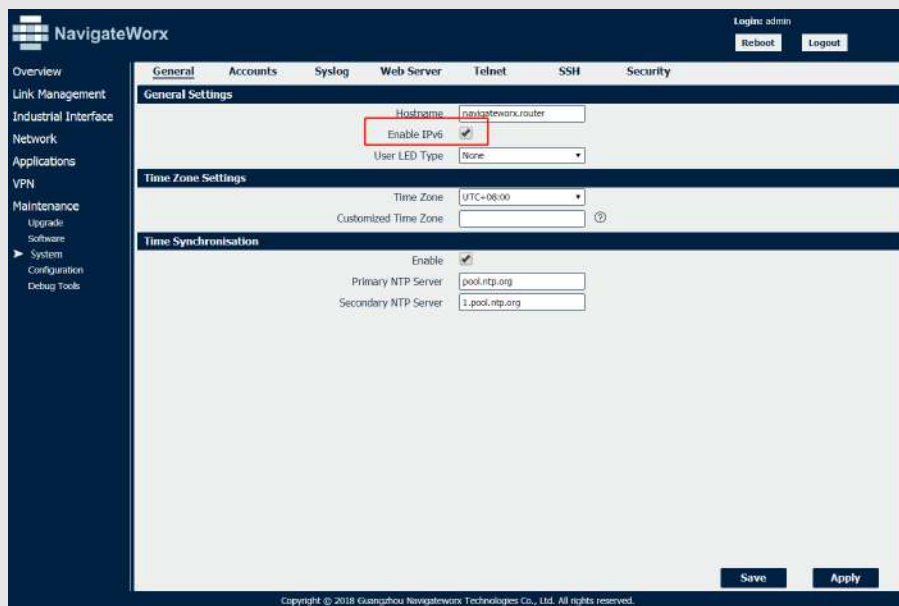 Login: admin
NavigateWorx
Reboot Logout
Overview
Link Management
Industrial Interface
Network
Applications
VPN
Maintenance
Upgrade
Software
System
Configuration
Debug Tools
General Accounts Syslog Web Server Telnet SSH Security
General Settings
Hostname navigateworx.router
Enable IPv6
User LED Type None
Time Zone Settings
Time Zone UTC+08:00
Customized Time Zone ?
Time Synchronisation
Enable
Primary NTP Server pool.ntp.org
Secondary NTP Server 1.pool.ntp.org
Save Apply
Copyright © 2018 Guangzhou Navigateworx Technologies Co., Ltd. All rights reserved.